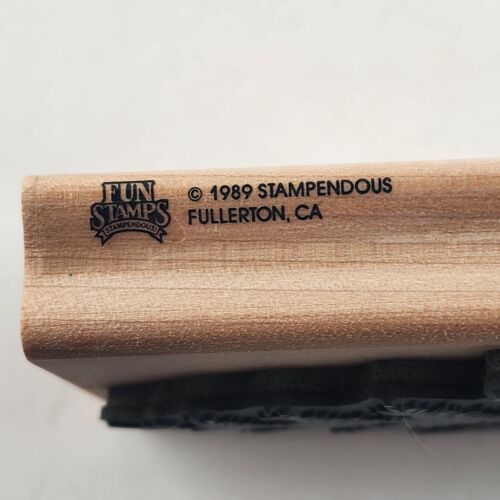 FUN
STAMPS
STAMPENDOUS!
© 1989 STAMPENDOUS
FULLERTON, CA